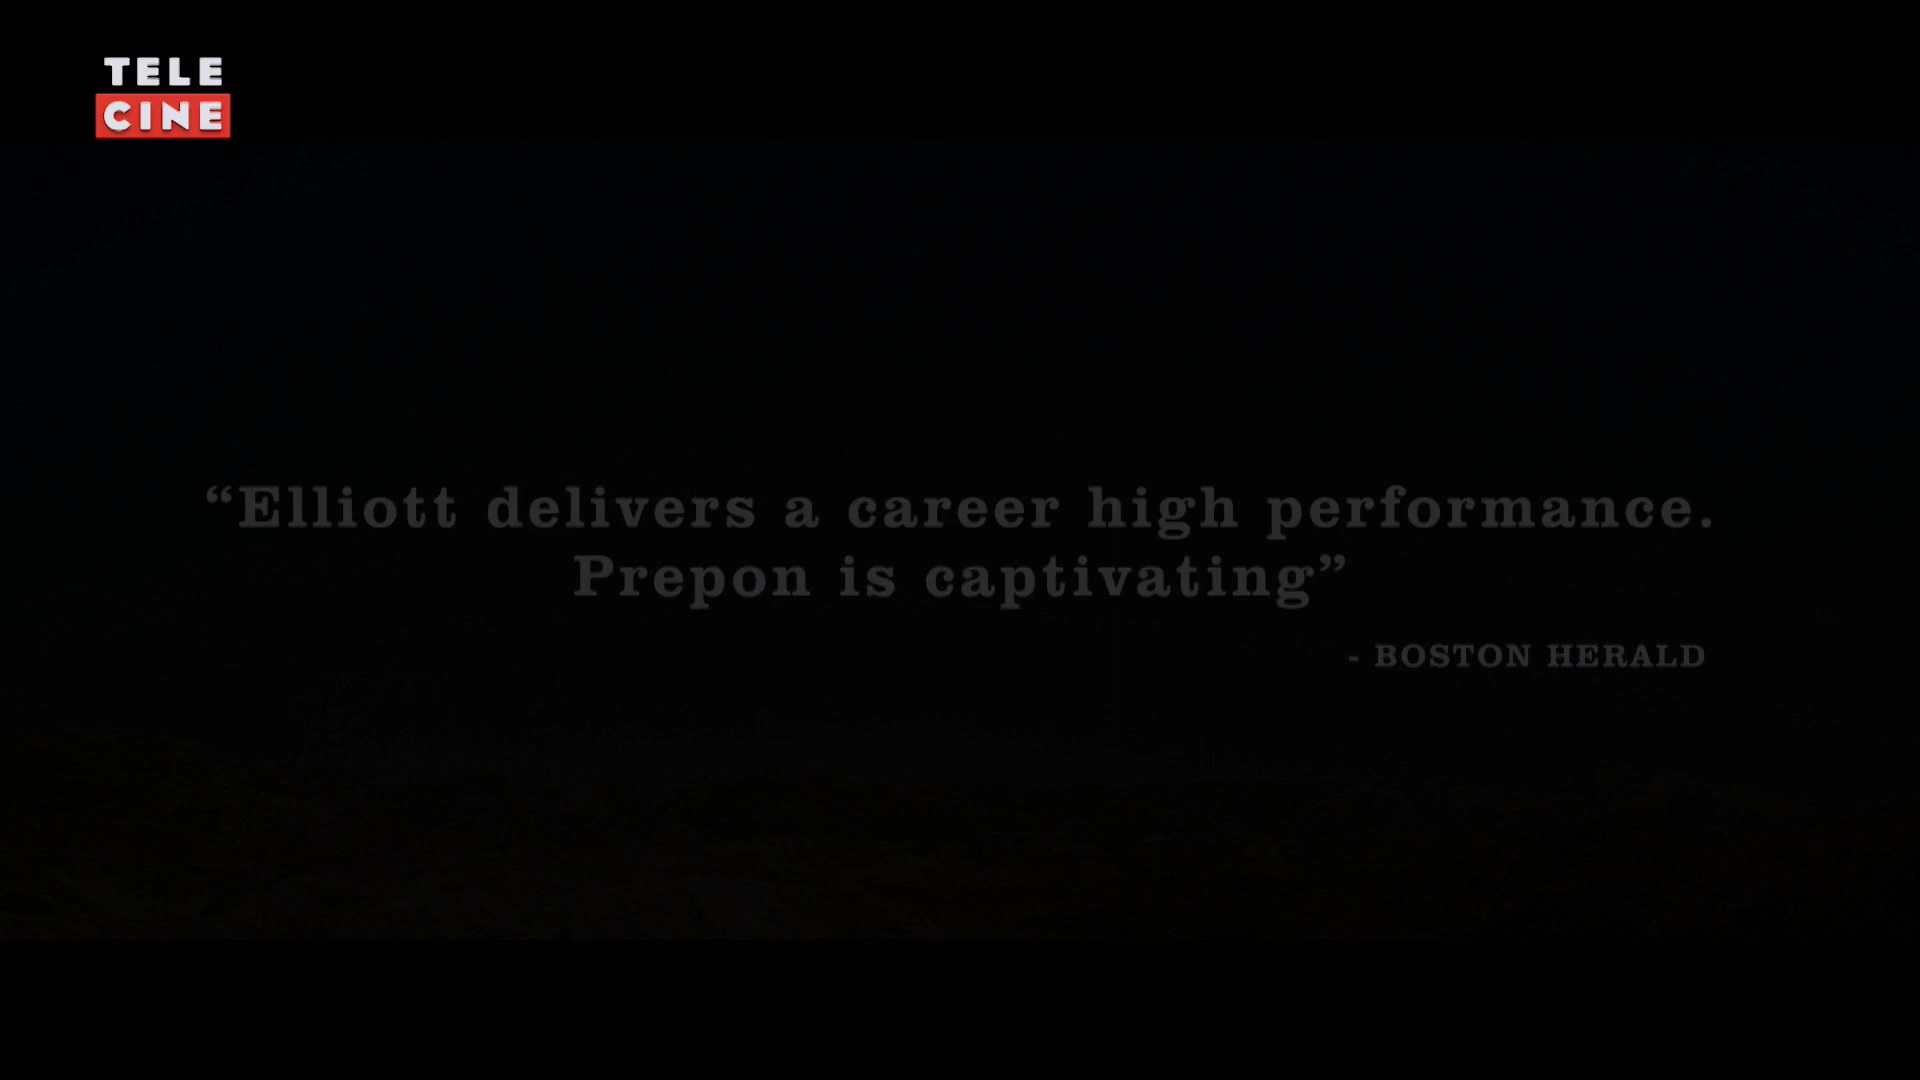 TELE
CINE
“Elliott delivers a career high performance.
Prepon is captivating”
- BOSTON HERALD